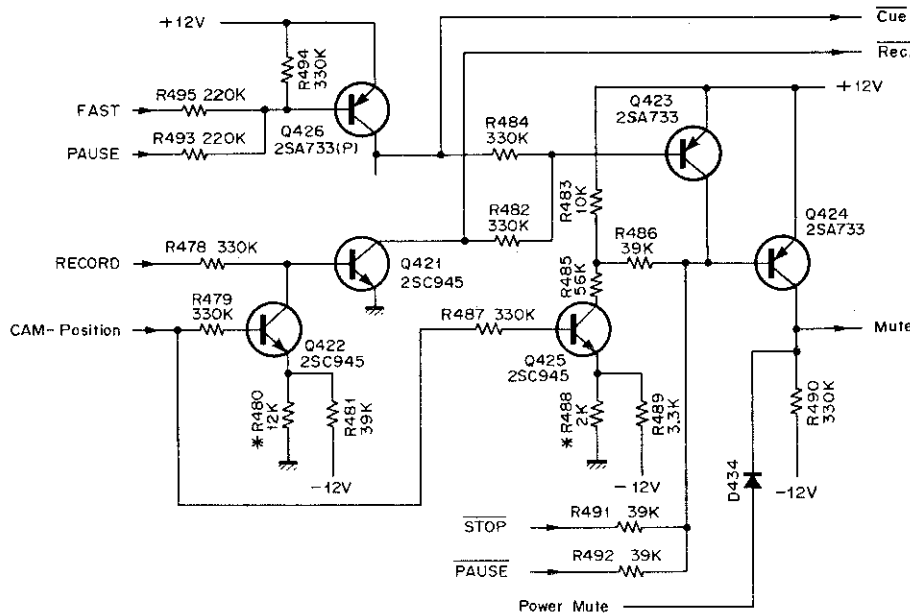 +12V
Cue
Rec.
R494
330K
+12V
R495 220K
FAST
Q423
2SA733
Q426
2SA733(P)
R484
330K
R493 220K
PAUSE
R483
10K
R482
330K
Q424
2SA733
R486
39K
R478 330K
RECORD
Q421
2SC945
R485
56K
R479
330K
R487 330K
CAM-Position
Mute
Q422
2SC945
Q425
2SC945
*R480
12K
R481
39K
*R488
2K
R489
3.3K
R490
330K
D434
-12V
-12V
-12V
STOP
R491 39K
PAUSE
R492 39K
Power Mute